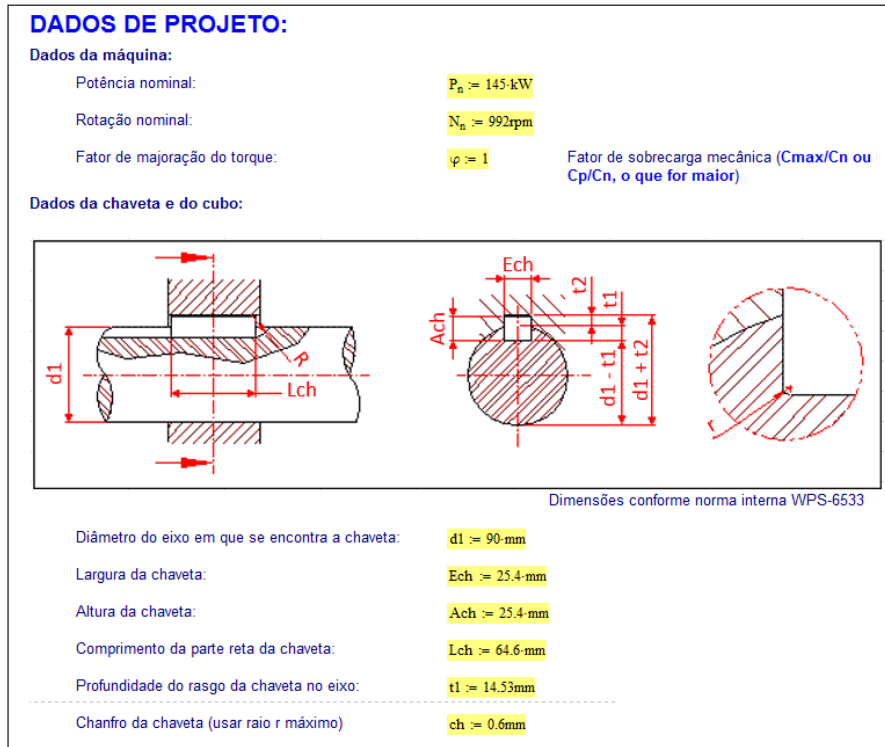 DADOS DE PROJETO:
Dados da máquina:
Potência nominal: P_n := 145·kW
Rotação nominal: N_n := 992rpm
Fator de majoração do torque: φ := 1 Fator de sobrecarga mecânica (Cmax/Cn ou
Cp/Cn, o que for maior)
Dados da chaveta e do cubo:
d1
R
Lch
Ech
Ach
t2
t1
d1 - t1
d1 + t2
r
Dimensões conforme norma interna WPS-6533
Diâmetro do eixo em que se encontra a chaveta: d1 := 90·mm
Largura da chaveta: Ech := 25.4·mm
Altura da chaveta: Ach := 25.4·mm
Comprimento da parte reta da chaveta: Lch := 64.6·mm
Profundidade do rasgo da chaveta no eixo: t1 := 14.53mm
Chanfro da chaveta (usar raio r máximo) ch := 0.6mm